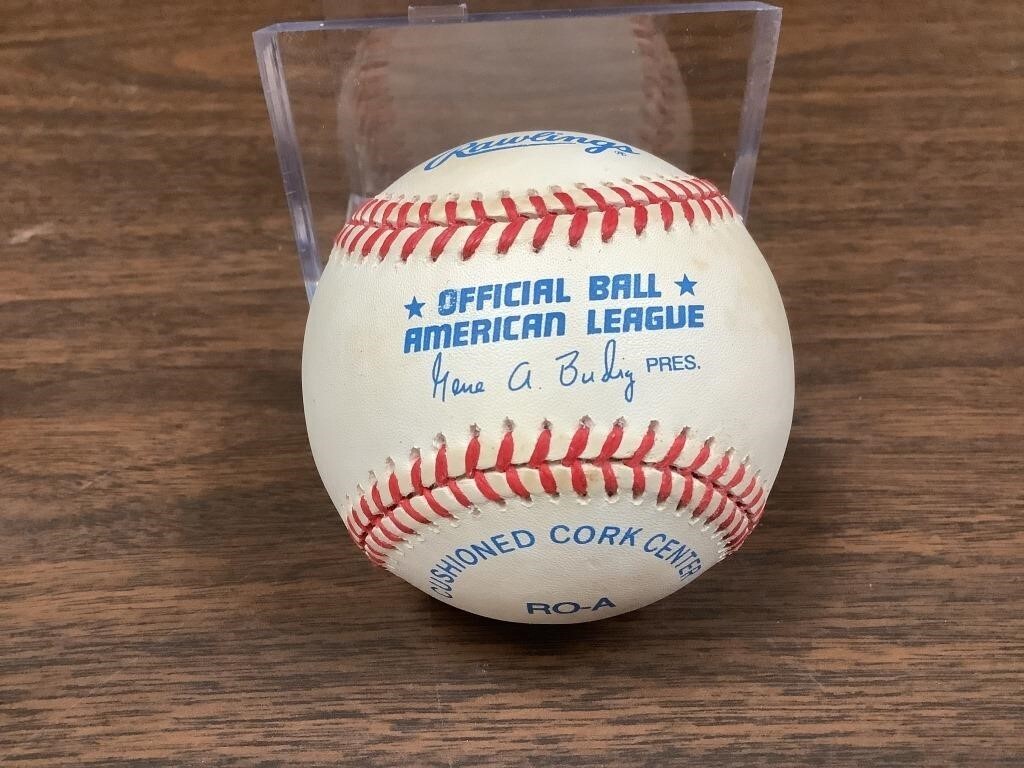 Rawlings
★ OFFICIAL BALL ★
AMERICAN LEAGUE
Gene A. Budig PRES.
CUSHIONED CORK CENTER
RO-A